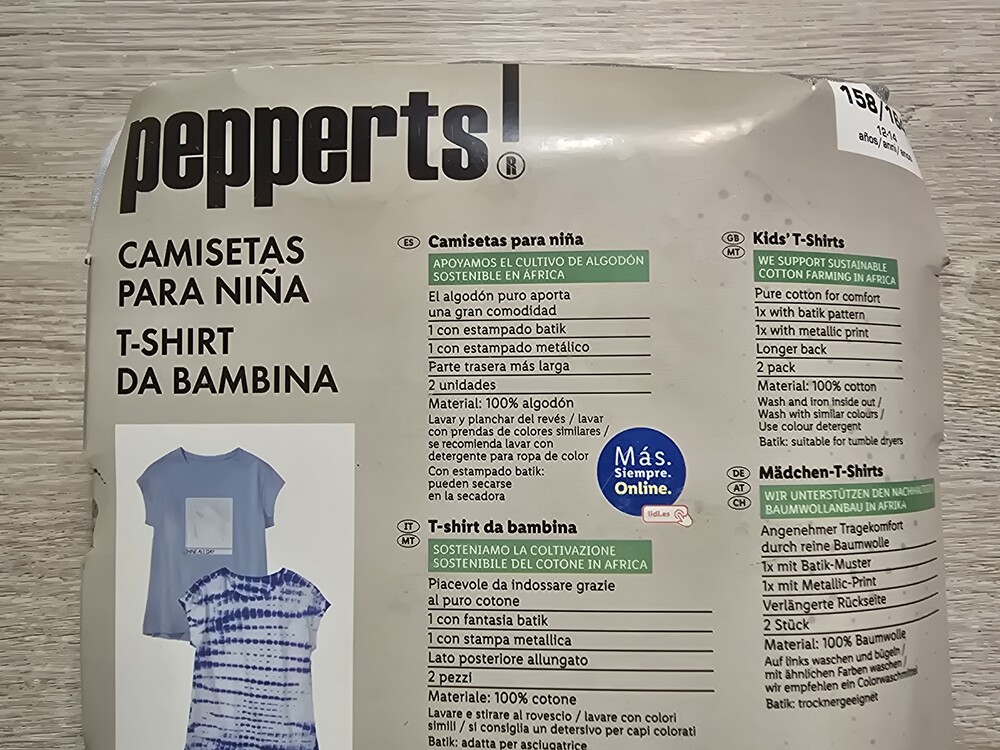 pepperts!®
158/
12-14
años/anni/anos
CAMISETAS
PARA NIÑA
T-SHIRT
DA BAMBINA
SHINE ALL DAY
ES Camisetas para niña
APOYAMOS EL CULTIVO DE ALGODÓN
SOSTENIBLE EN ÁFRICA
El algodón puro aporta
una gran comodidad
1 con estampado batik
1 con estampado metálico
Parte trasera más larga
2 unidades
Material: 100% algodón
Lavar y planchar del revés / lavar
con prendas de colores similares /
se recomienda lavar con
detergente para ropa de color
Con estampado batik:
pueden secarse
en la secadora
Más.
Siempre.
Online.
lidl.es
IT
MT
T-shirt da bambina
SOSTENIAMO LA COLTIVAZIONE
SOSTENIBILE DEL COTONE IN AFRICA
Piacevole da indossare grazie
al puro cotone
1 con fantasia batik
1 con stampa metallica
Lato posteriore allungato
2 pezzi
Materiale: 100% cotone
Lavare e stirare al rovescio / lavare con colori
simili / si consiglia un detersivo per capi colorati
Batik: adatta per asciugatrice
GB
MT
Kids' T-Shirts
WE SUPPORT SUSTAINABLE
COTTON FARMING IN AFRICA
Pure cotton for comfort
1x with batik pattern
1x with metallic print
Longer back
2 pack
Material: 100% cotton
Wash and iron inside out /
Wash with similar colours /
Use colour detergent
Batik: suitable for tumble dryers
DE
AT
CH
Mädchen-T-Shirts
WIR UNTERSTÜTZEN DEN
BAUMWOLLANBAU IN AFRIKA
Angenehmer Tragekomfort
durch reine Baumwolle
1x mit Batik-Muster
1x mit Metallic-Print
Verlängerte Rückseite
2 Stück
Material: 100% Baumwolle
Auf links waschen und bügeln /
mit ähnlichen Farben waschen /
wir empfehlen ein Colorwaschmittel
Batik: trocknergeeignet